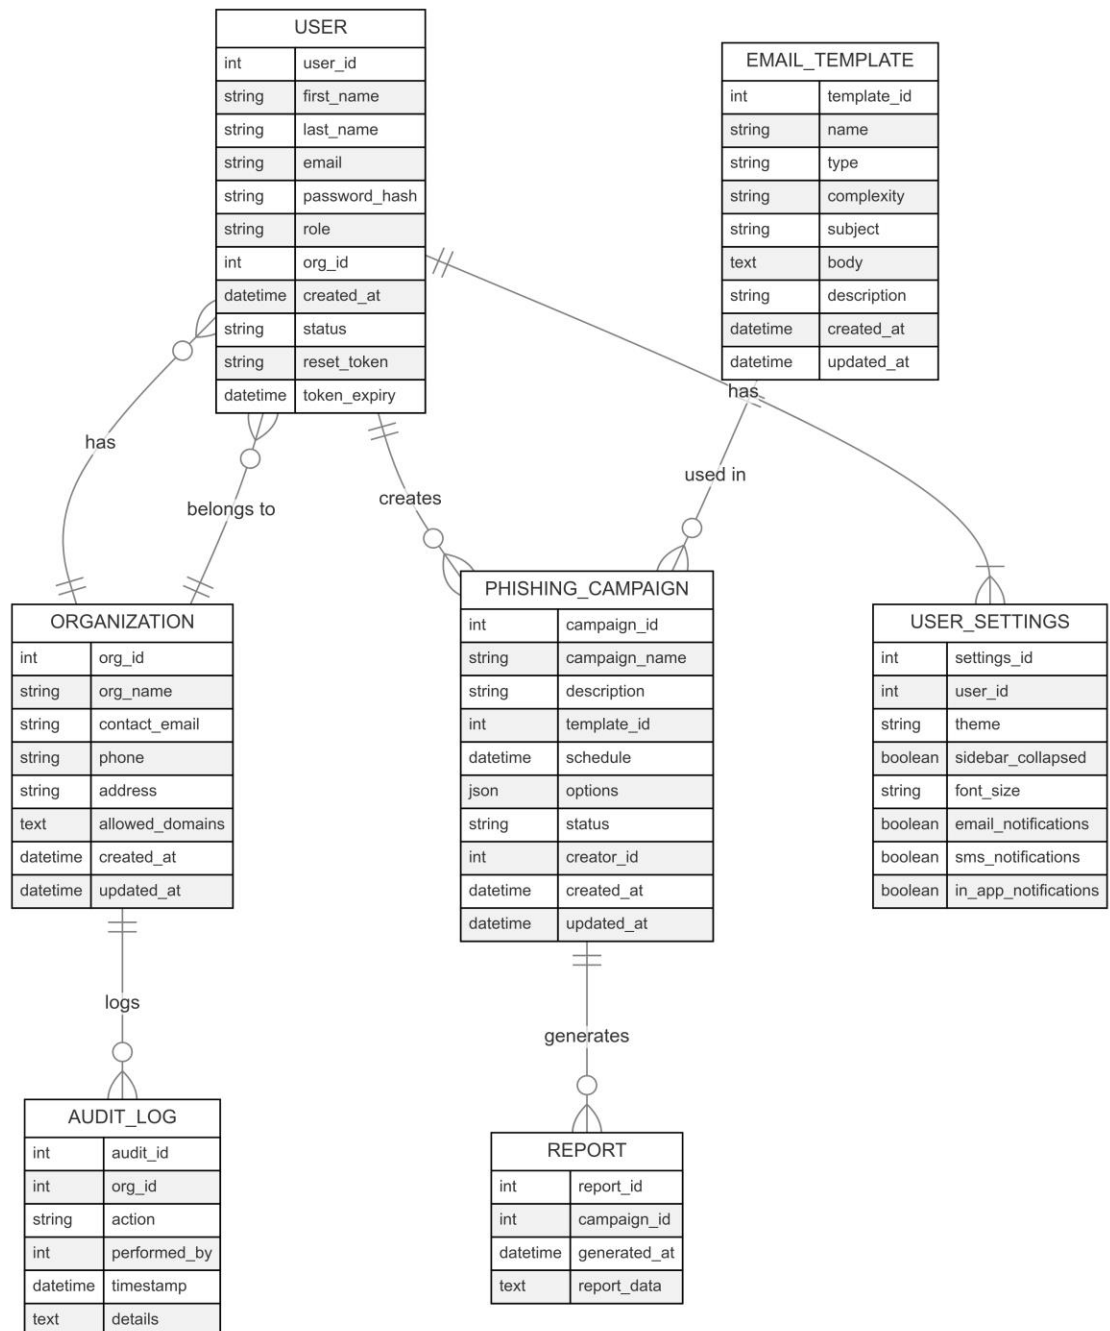 USER
int user_id
string first_name
string last_name
string email
string password_hash
string role
int org_id
datetime created_at
string status
string reset_token
datetime token_expiry
EMAIL_TEMPLATE
int template_id
string name
string type
string complexity
string subject
text body
string description
datetime created_at
datetime updated_at
has
has
belongs to
creates
used in
ORGANIZATION
int org_id
string org_name
string contact_email
string phone
string address
text allowed_domains
datetime created_at
datetime updated_at
PHISHING_CAMPAIGN
int campaign_id
string campaign_name
string description
int template_id
datetime schedule
json options
string status
int creator_id
datetime created_at
datetime updated_at
USER_SETTINGS
int settings_id
int user_id
string theme
boolean sidebar_collapsed
string font_size
boolean email_notifications
boolean sms_notifications
boolean in_app_notifications
logs
generates
AUDIT_LOG
int audit_id
int org_id
string action
int performed_by
datetime timestamp
text details
REPORT
int report_id
int campaign_id
datetime generated_at
text report_data